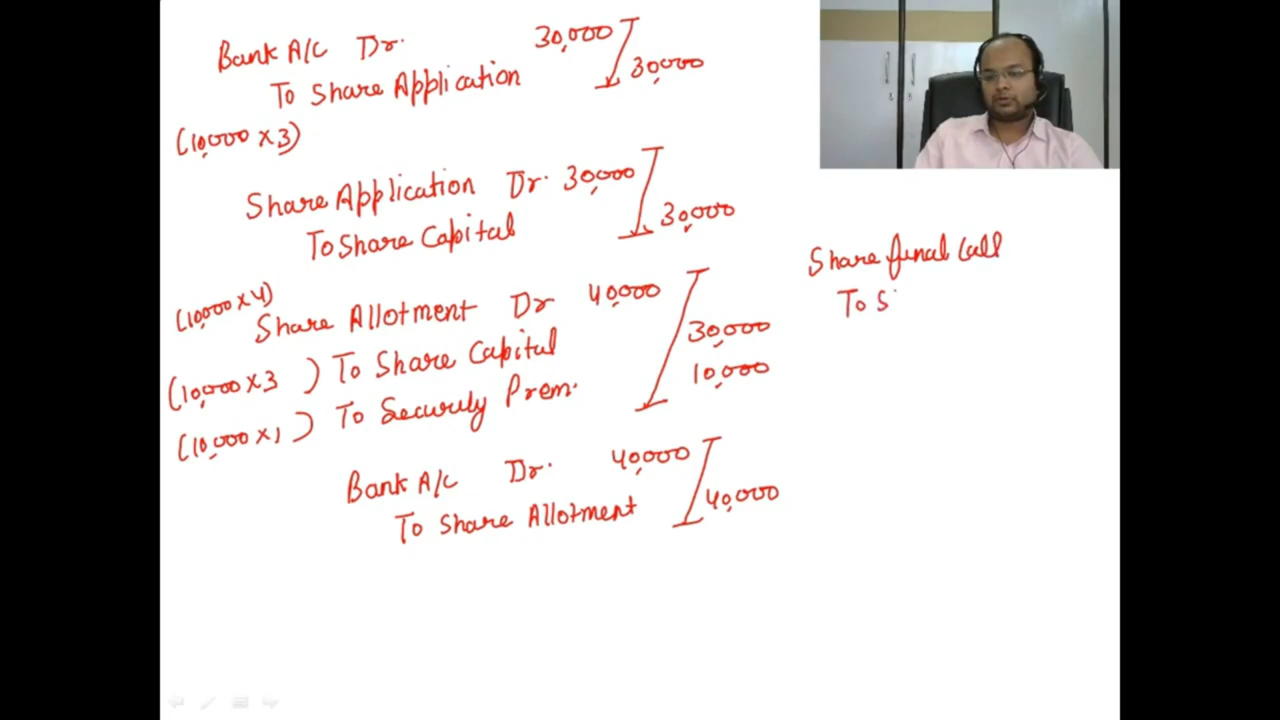 Bank A/C Dr. 30,000
To Share Application 30,000
(10,000 x 3)
Share Application Dr. 30,000
To Share Capital 30,000
(10,000 x 4)
Share Allotment Dr 40,000
(10,000 x 3 ) To Share Capital 30,000
(10,000 x 1 ) To Security Prem. 10,000
Bank A/C Dr. 40,000
To Share Allotment 40,000
Share final Call
To S